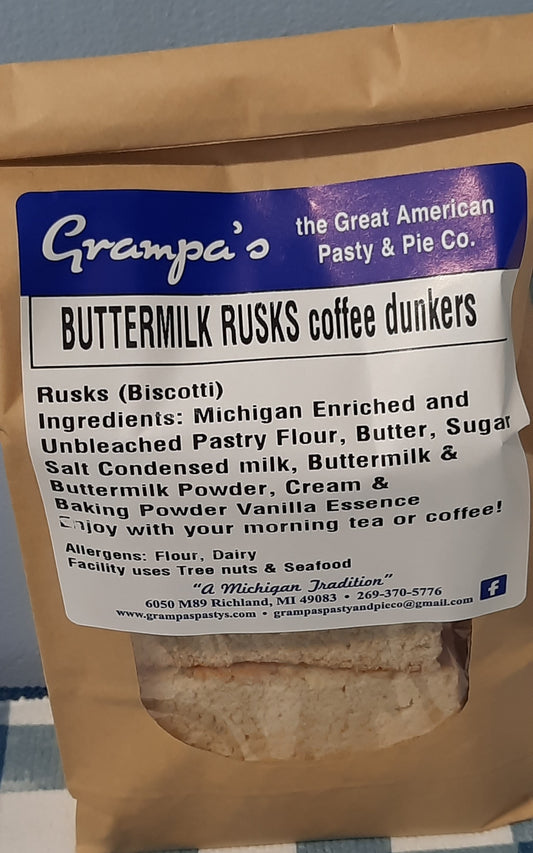 Grampa's
the Great American
Pasty & Pie Co.
BUTTERMILK RUSKS coffee dunkers
Rusks (Biscotti)
Ingredients: Michigan Enriched and
Unbleached Pastry Flour, Butter, Sugar
Salt Condensed milk, Buttermilk &
Buttermilk Powder, Cream &
Baking Powder Vanilla Essence
Enjoy with your morning tea or coffee!
Allergens: Flour, Dairy
Facility uses Tree nuts & Seafood
"A Michigan Tradition"
6050 M89 Richland, MI 49083 • 269-370-5776
www.grampaspastys.com • grampaspastyandpieco@gmail.com
f